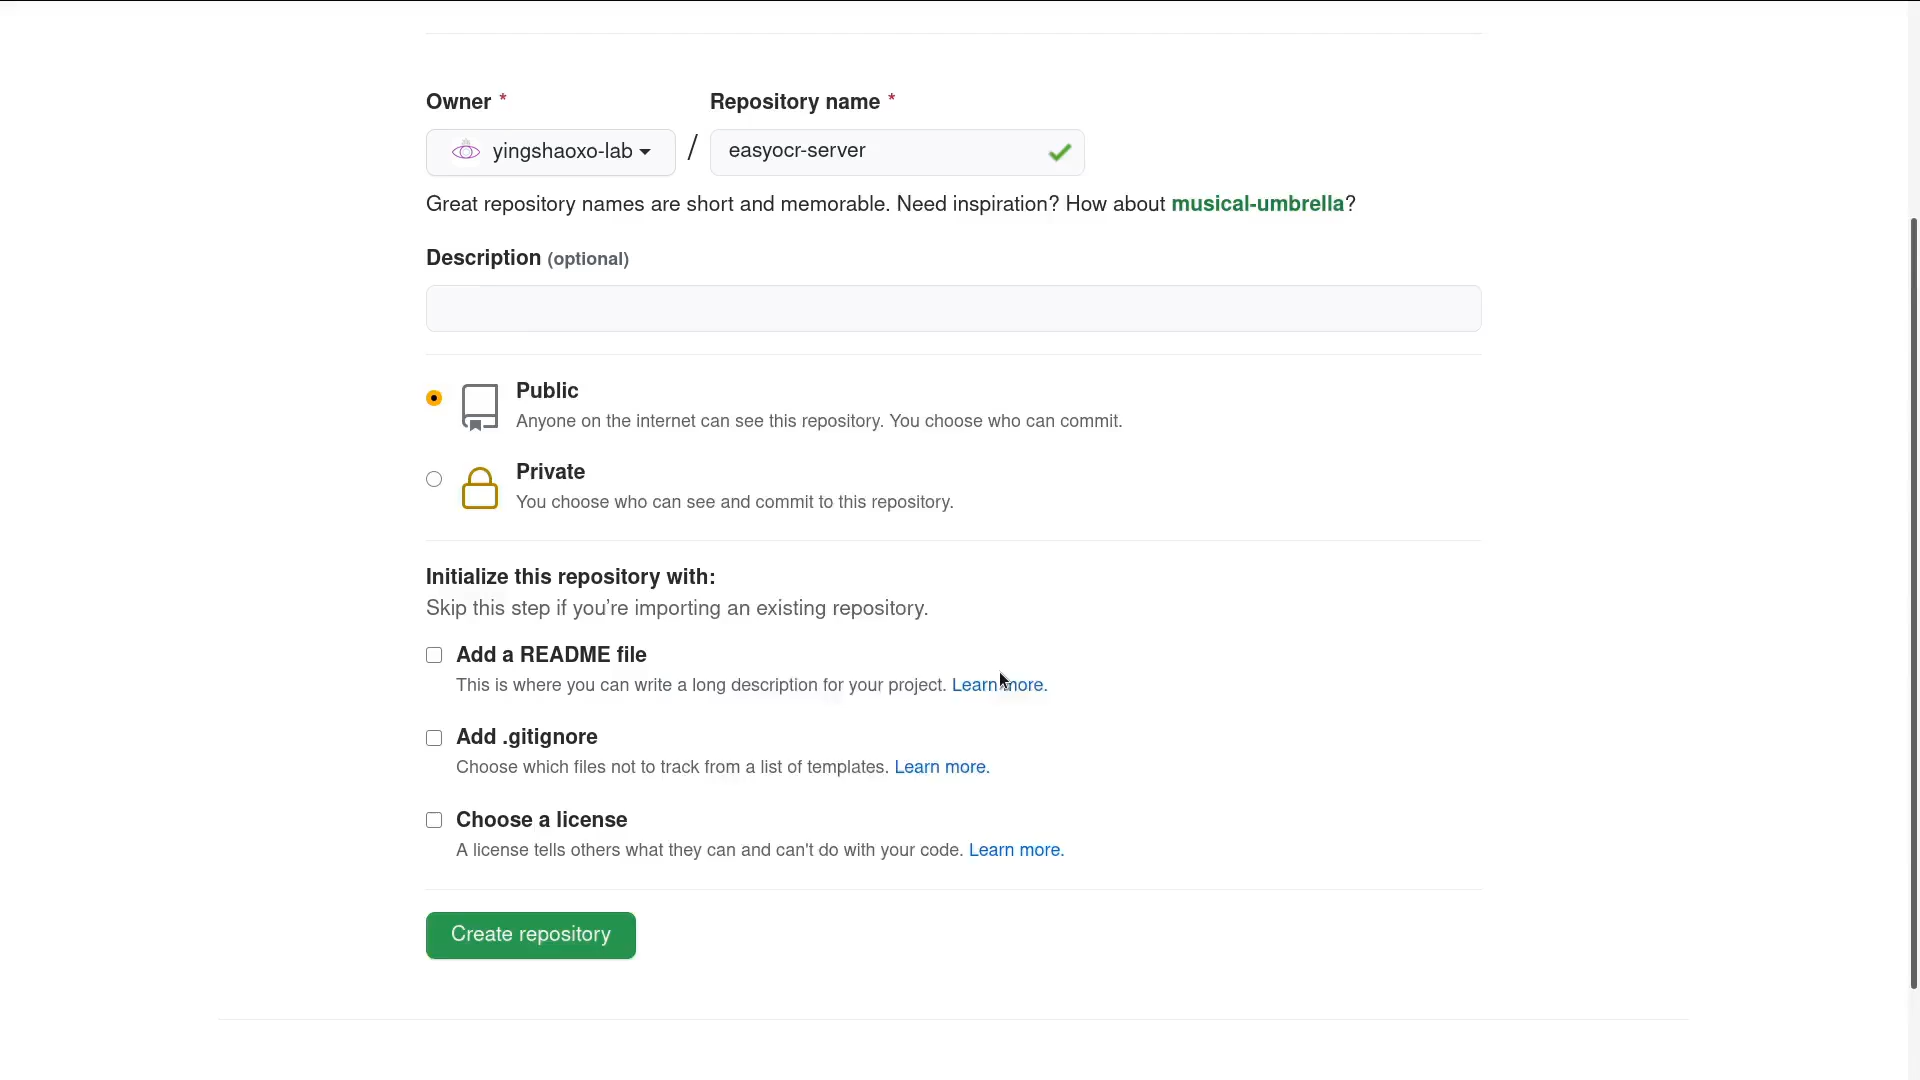 Owner * Repository name *
yingshaoxo-lab / easyocr-server
Great repository names are short and memorable. Need inspiration? How about musical-umbrella?
Description (optional)
Public
Anyone on the internet can see this repository. You choose who can commit.
Private
You choose who can see and commit to this repository.
Initialize this repository with:
Skip this step if you’re importing an existing repository.
Add a README file
This is where you can write a long description for your project. Learn more.
Add .gitignore
Choose which files not to track from a list of templates. Learn more.
Choose a license
A license tells others what they can and can't do with your code. Learn more.
Create repository